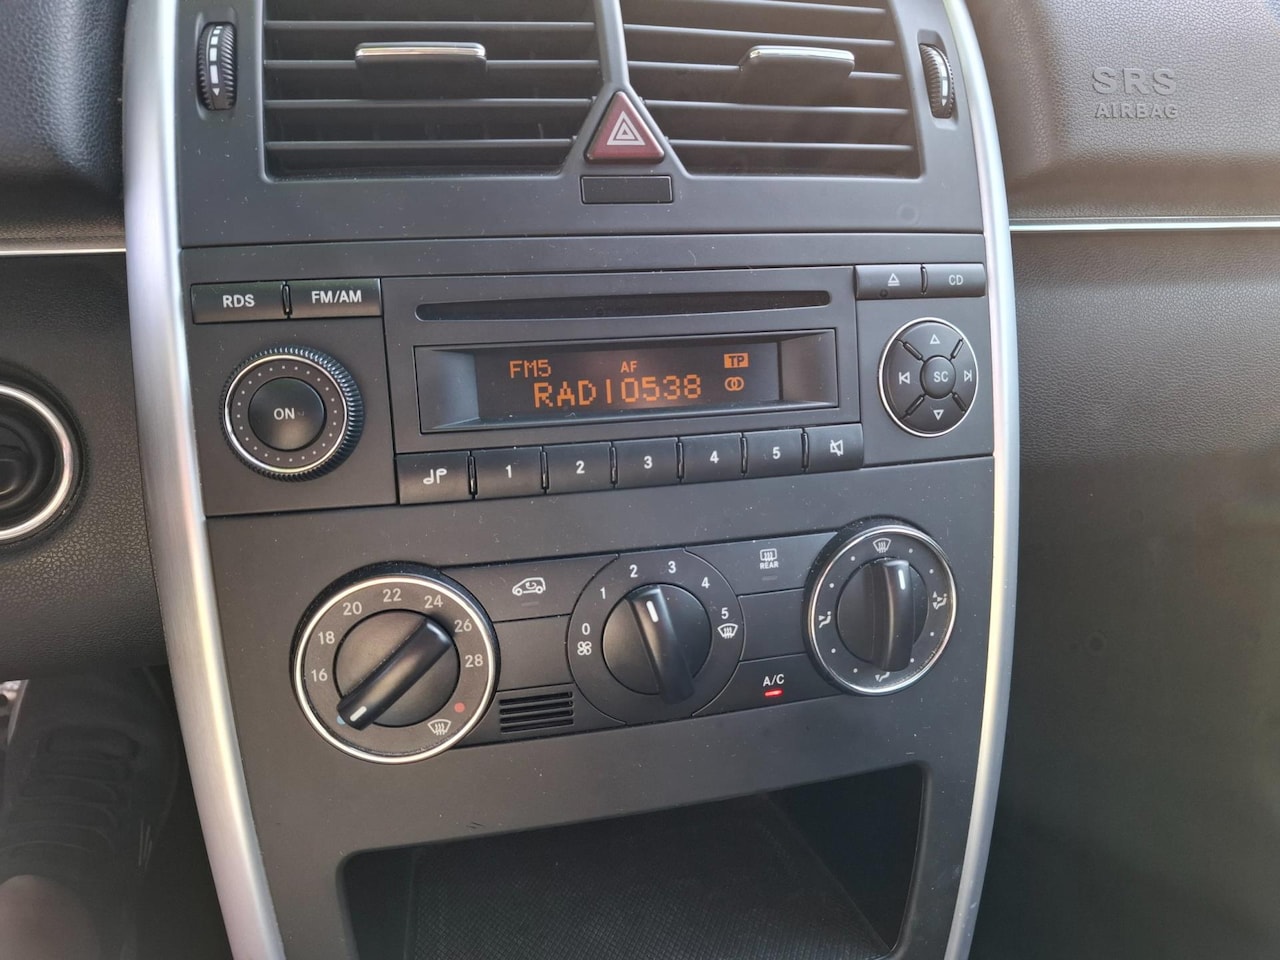 SRS
AIRBAG
RDS
FM/AM
CD
FM5
AF
TP
RADIO538
ON
SC
1
2
3
4
5
16
18
20
22
24
26
28
0
1
2
3
4
5
REAR
A/C